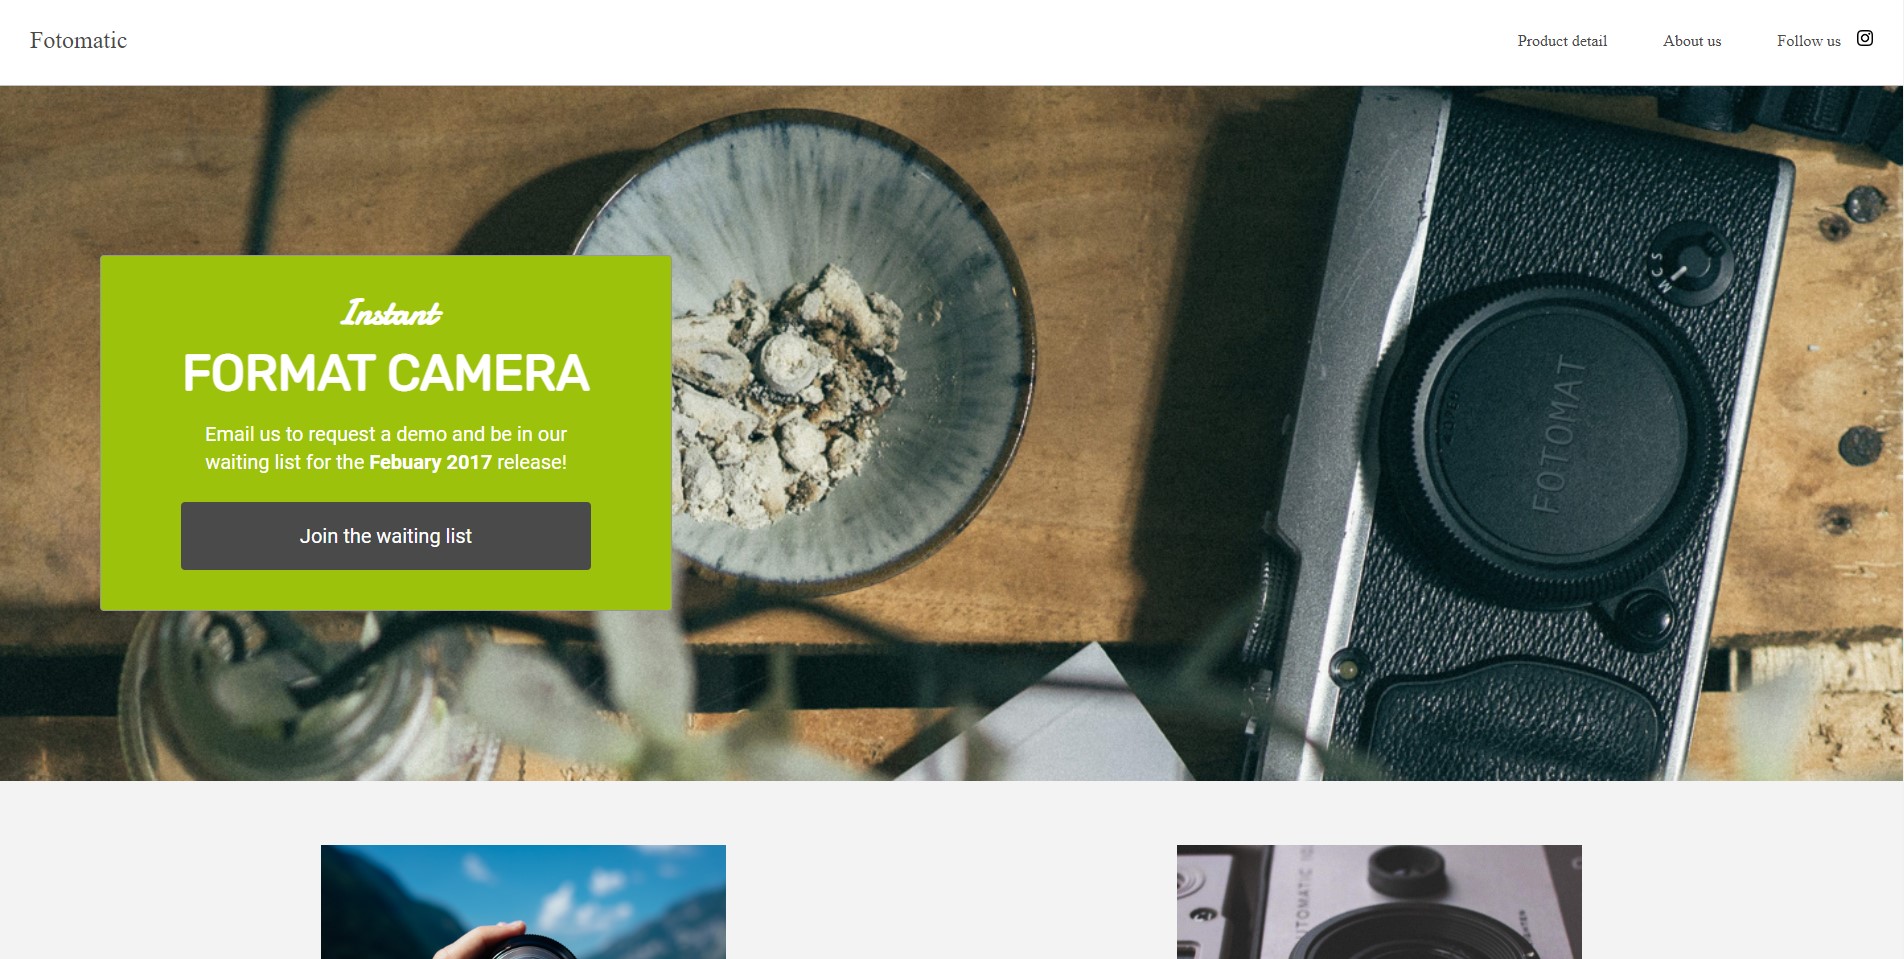 Fotomatic
Product detail
About us
Follow us
Instant
FORMAT CAMERA
Email us to request a demo and be in our
waiting list for the Febuary 2017 release!
Join the waiting list
FOTOMAT
M C S